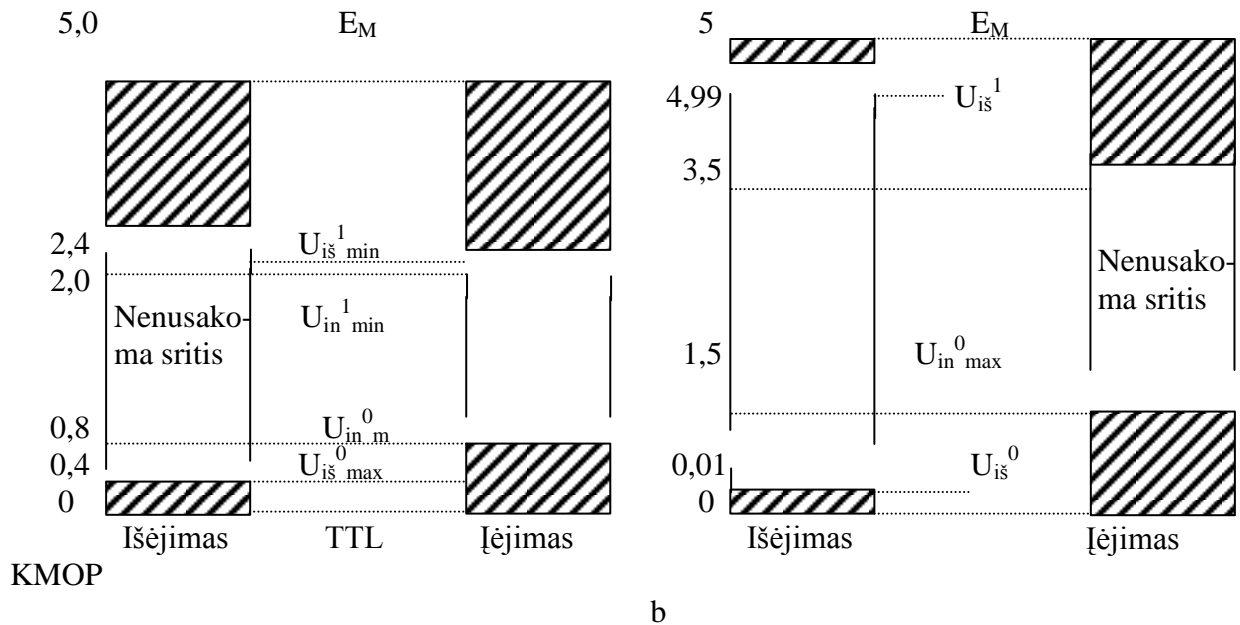 5,0 E_M
2,4 U_iš^1_min
2,0
Nenusako-
ma sritis
U_in^1_min
0,8 U_in^0_m
0,4 U_iš^0_max
0
Išėjimas TTL Įėjimas
KMOP
5 E_M
4,99 U_iš^1
3,5
Nenusako-
ma sritis
1,5 U_in^0_max
0,01 U_iš^0
0
Išėjimas Įėjimas
b